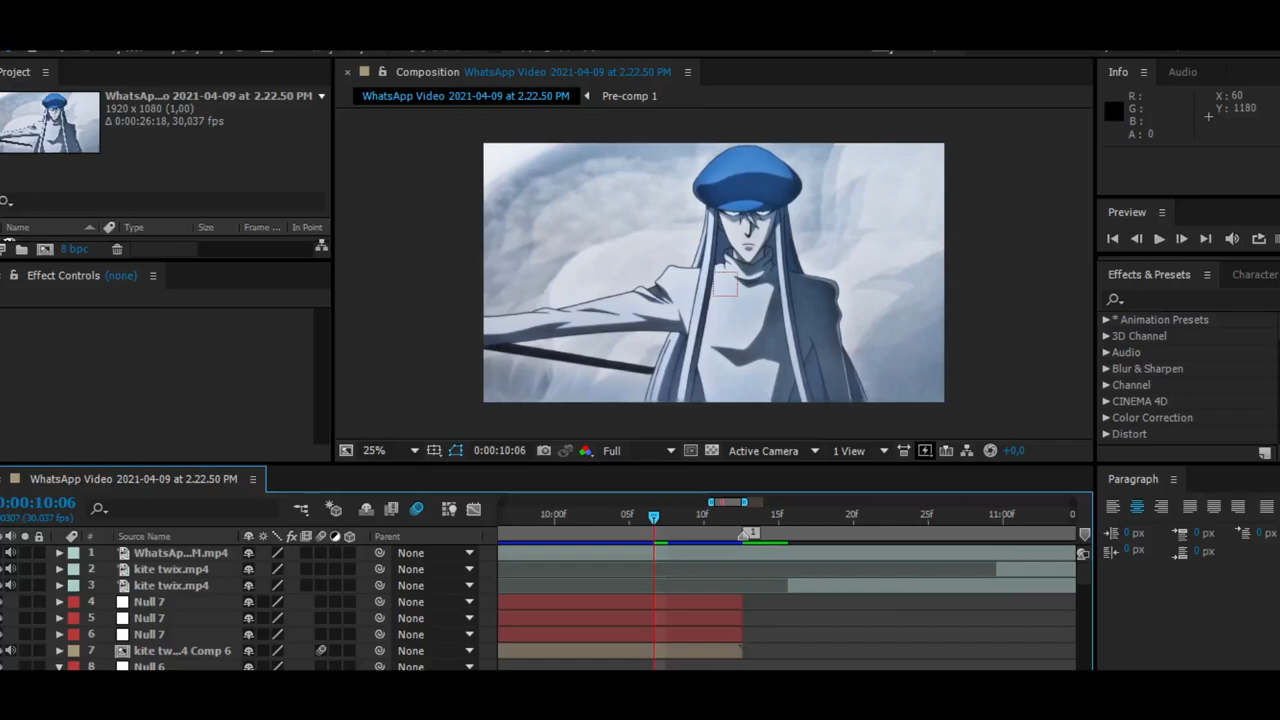 Project
WhatsAp...o 2021-04-09 at 2.22.50 PM
1920 x 1080 (1,00)
Δ 0:00:26:18, 30,037 fps
Name Type Size Frame ... In Point
8 bpc
Effect Controls (none)
Composition WhatsApp Video 2021-04-09 at 2.22.50 PM
WhatsApp Video 2021-04-09 at 2.22.50 PM Pre-comp 1
25% 0:00:10:06 Full Active Camera 1 View +0,0
Info Audio
R : X : 60
G : Y : 1180
B :
A : 0
Preview
Effects & Presets Character
* Animation Presets
3D Channel
Audio
Blur & Sharpen
Channel
CINEMA 4D
Color Correction
Distort
WhatsApp Video 2021-04-09 at 2.22.50 PM
0:00:10:06
(30.037 fps)
10:00f 05f 10f 15f 20f 11:00f 0
# Source Name Parent
1
1 WhatsAp...M.mp4 None
2 kite twix.mp4 None
3 kite twix.mp4 None
4 Null 7 None
5 Null 7 None
6 Null 7 None
7 kite tw...4 Comp 6 None
8 Null 6 None
Paragraph
0 px 0 px 0 px
0 px 0 px